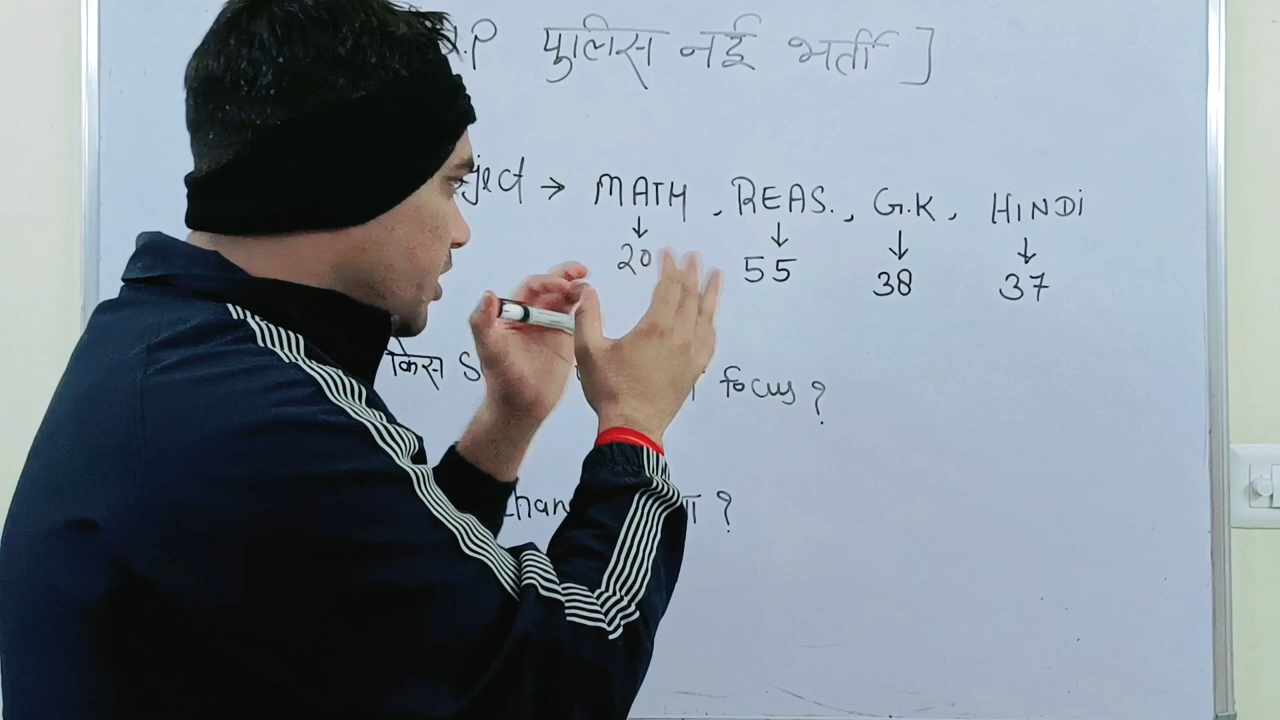 .P पुलिस नई भर्ती ]
ject → MATH , REAS. , G.K , HINDi
↓ ↓ ↓ ↓
20 55 38 37
किस S focus ?
chan ?